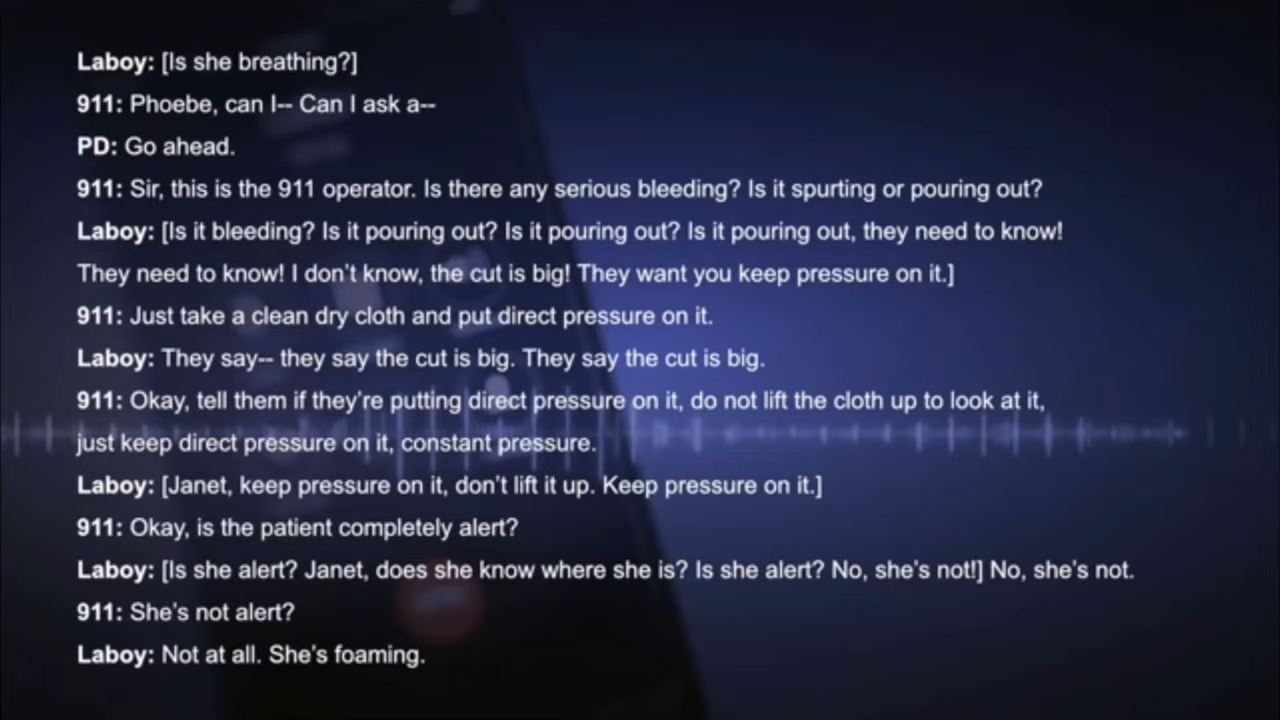 Laboy: [Is she breathing?]
911: Phoebe, can I-- Can I ask a--
PD: Go ahead.
911: Sir, this is the 911 operator. Is there any serious bleeding? Is it spurting or pouring out?
Laboy: [Is it bleeding? Is it pouring out? Is it pouring out? Is it pouring out, they need to know!
They need to know! I don't know, the cut is big! They want you keep pressure on it.]
911: Just take a clean dry cloth and put direct pressure on it.
Laboy: They say-- they say the cut is big. They say the cut is big.
911: Okay, tell them if they're putting direct pressure on it, do not lift the cloth up to look at it,
just keep direct pressure on it, constant pressure.
Laboy: [Janet, keep pressure on it, don't lift it up. Keep pressure on it.]
911: Okay, is the patient completely alert?
Laboy: [Is she alert? Janet, does she know where she is? Is she alert? No, she's not!] No, she's not.
911: She's not alert?
Laboy: Not at all. She's foaming.